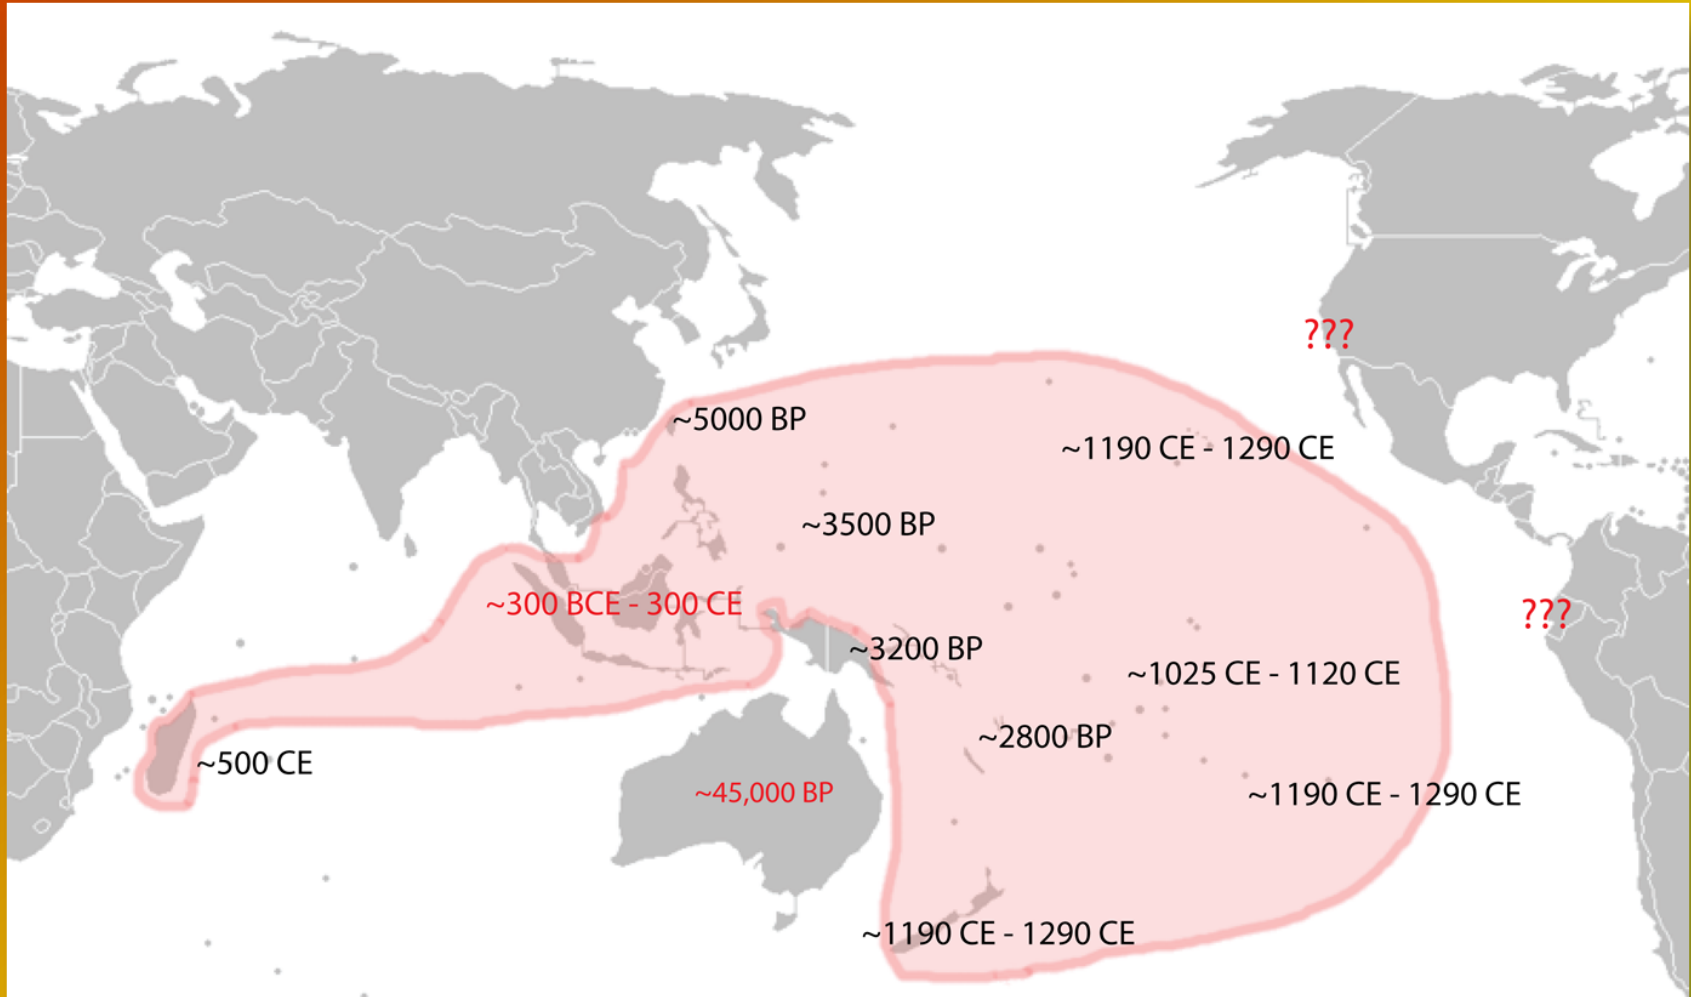 ???
~5000 BP
~1190 CE - 1290 CE
~3500 BP
~300 BCE - 300 CE
???
~3200 BP
~1025 CE - 1120 CE
~2800 BP
~500 CE
~45,000 BP
~1190 CE - 1290 CE
~1190 CE - 1290 CE